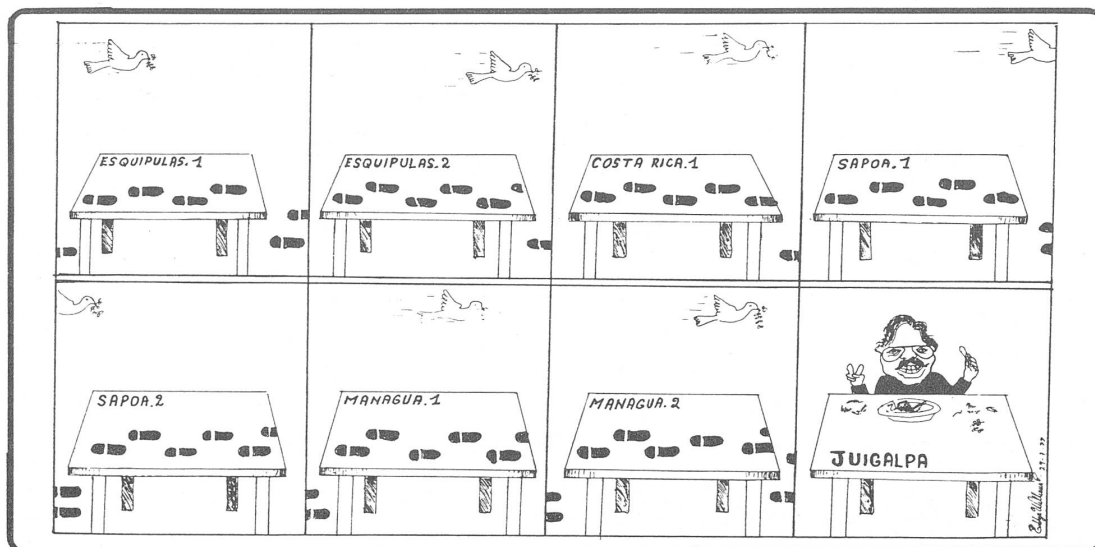 ESQUIPULAS.1
ESQUIPULAS.2
COSTA RICA.1
SAPOA.1
SAPOA.2
MANAGUA.1
MANAGUA.2
JUIGALPA